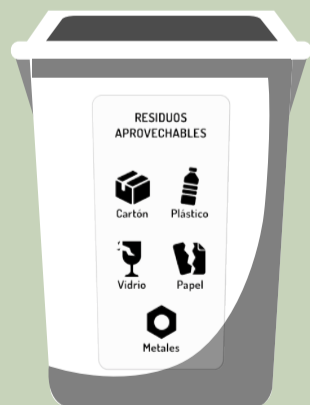 RESIDUOS
APROVECHABLES
Cartón Plástico
Vidrio Papel
Metales